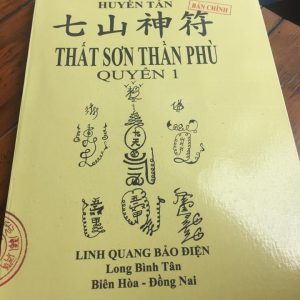 HUYỀN TÂN
BẢN CHÍNH
七山神符
THẤT SƠN THẦN PHÙ
QUYỂN 1
LINH QUANG BẢO ĐIỆN
Long Bình Tân
Biên Hòa - Đồng Nai